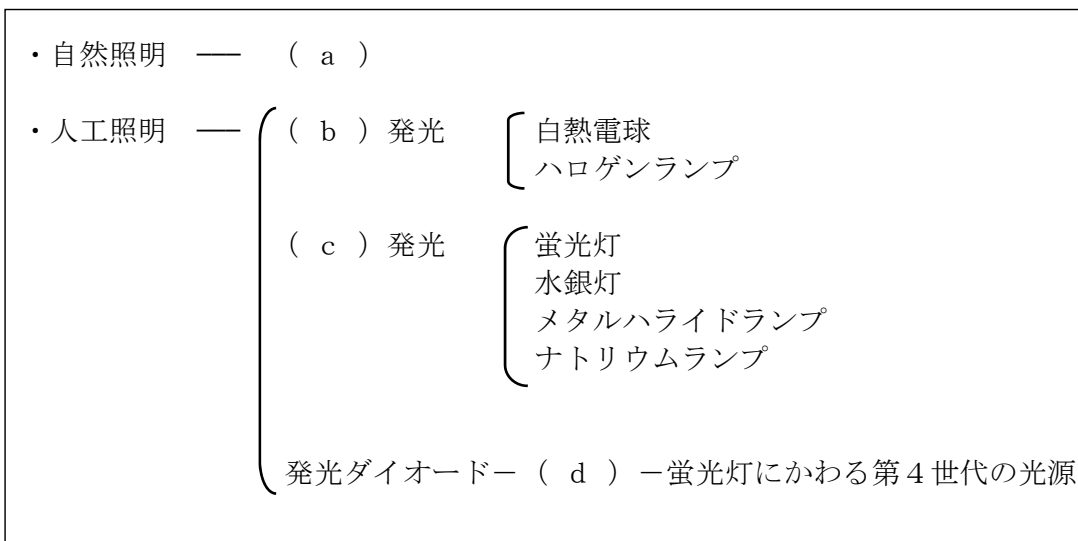 ・自然照明 ── （ a ）
・人工照明 ── （ b ）発光 白熱電球
ハロゲンランプ
（ c ）発光 蛍光灯
水銀灯
メタルハライドランプ
ナトリウムランプ
発光ダイオード－（ d ）－蛍光灯にかわる第４世代の光源